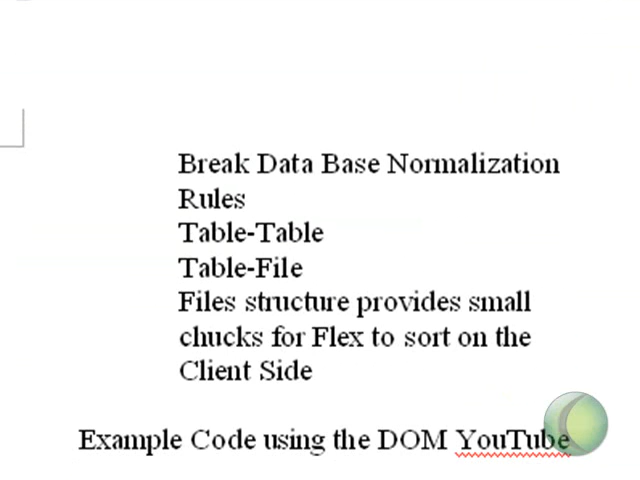 Break Data Base Normalization
Rules
Table-Table
Table-File
Files structure provides small
chucks for Flex to sort on the
Client Side
Example Code using the DOM YouTube